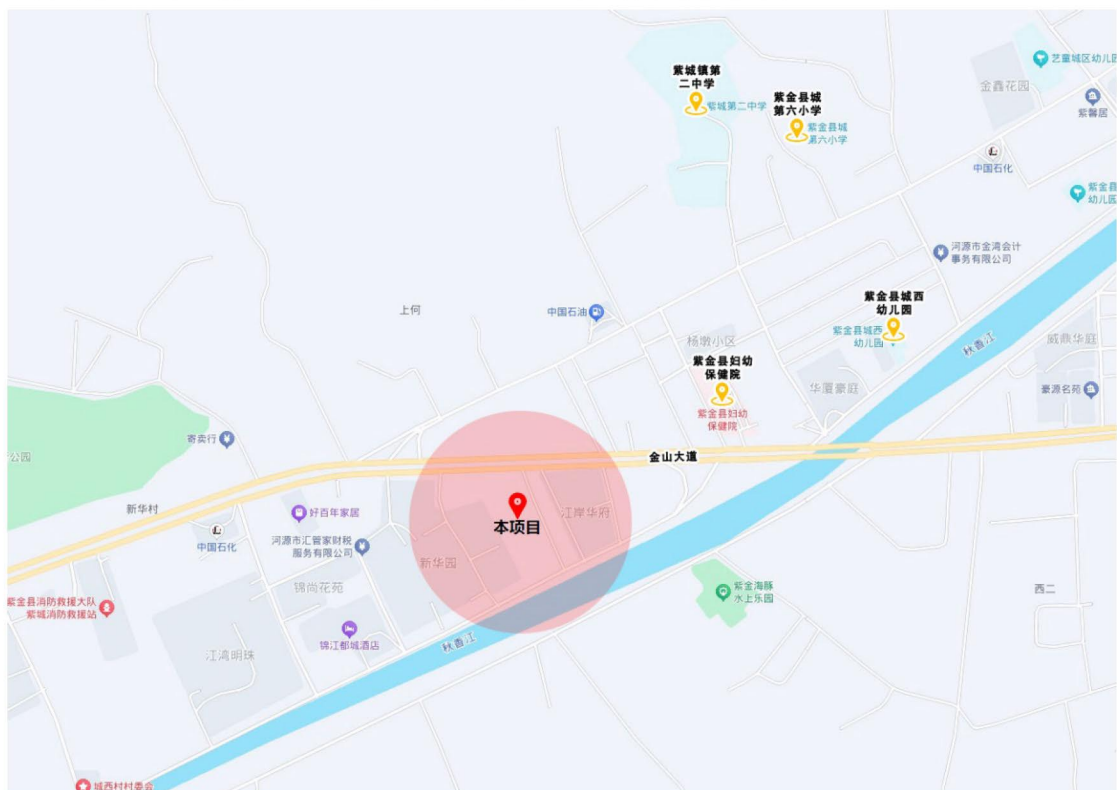 紫城镇第
二中学
紫城第二中学
紫金县城
第六小学
紫金县城
第六小学
金鑫花园
艺童城区幼儿园
紫馨居
中国石化
紫金县
幼儿园
河源市金湾会计
事务有限公司
上何
中国石油
紫金县城西
幼儿园
紫金县城西
幼儿园
秋香江
杨墩小区
威鼎华庭
紫金县妇幼
保健院
紫金县妇幼
保健院
华厦豪庭
豪源名苑
寄卖行
公园
金山大道
新华村
好百年家居
本项目
江岸华府
中国石化
河源市汇管家财税
服务有限公司
新华园
锦尚花苑
紫金海豚
水上乐园
西二
紫金县消防救援大队
紫城消防救援站
江湾明珠
锦江都城酒店
秋香江
城西村村委会